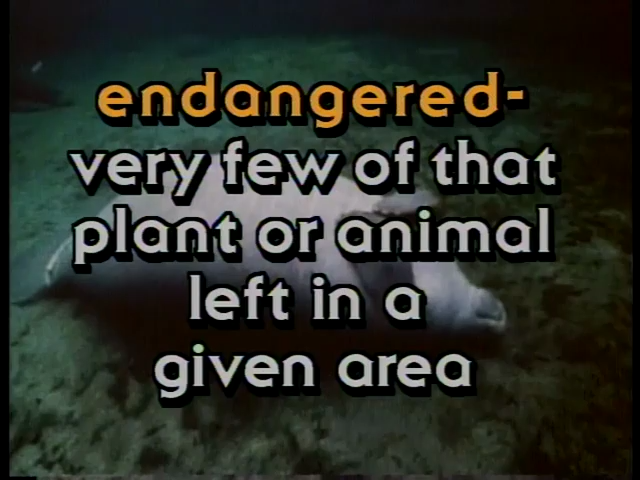 endangered-
very few of that
plant or animal
left in a
given area